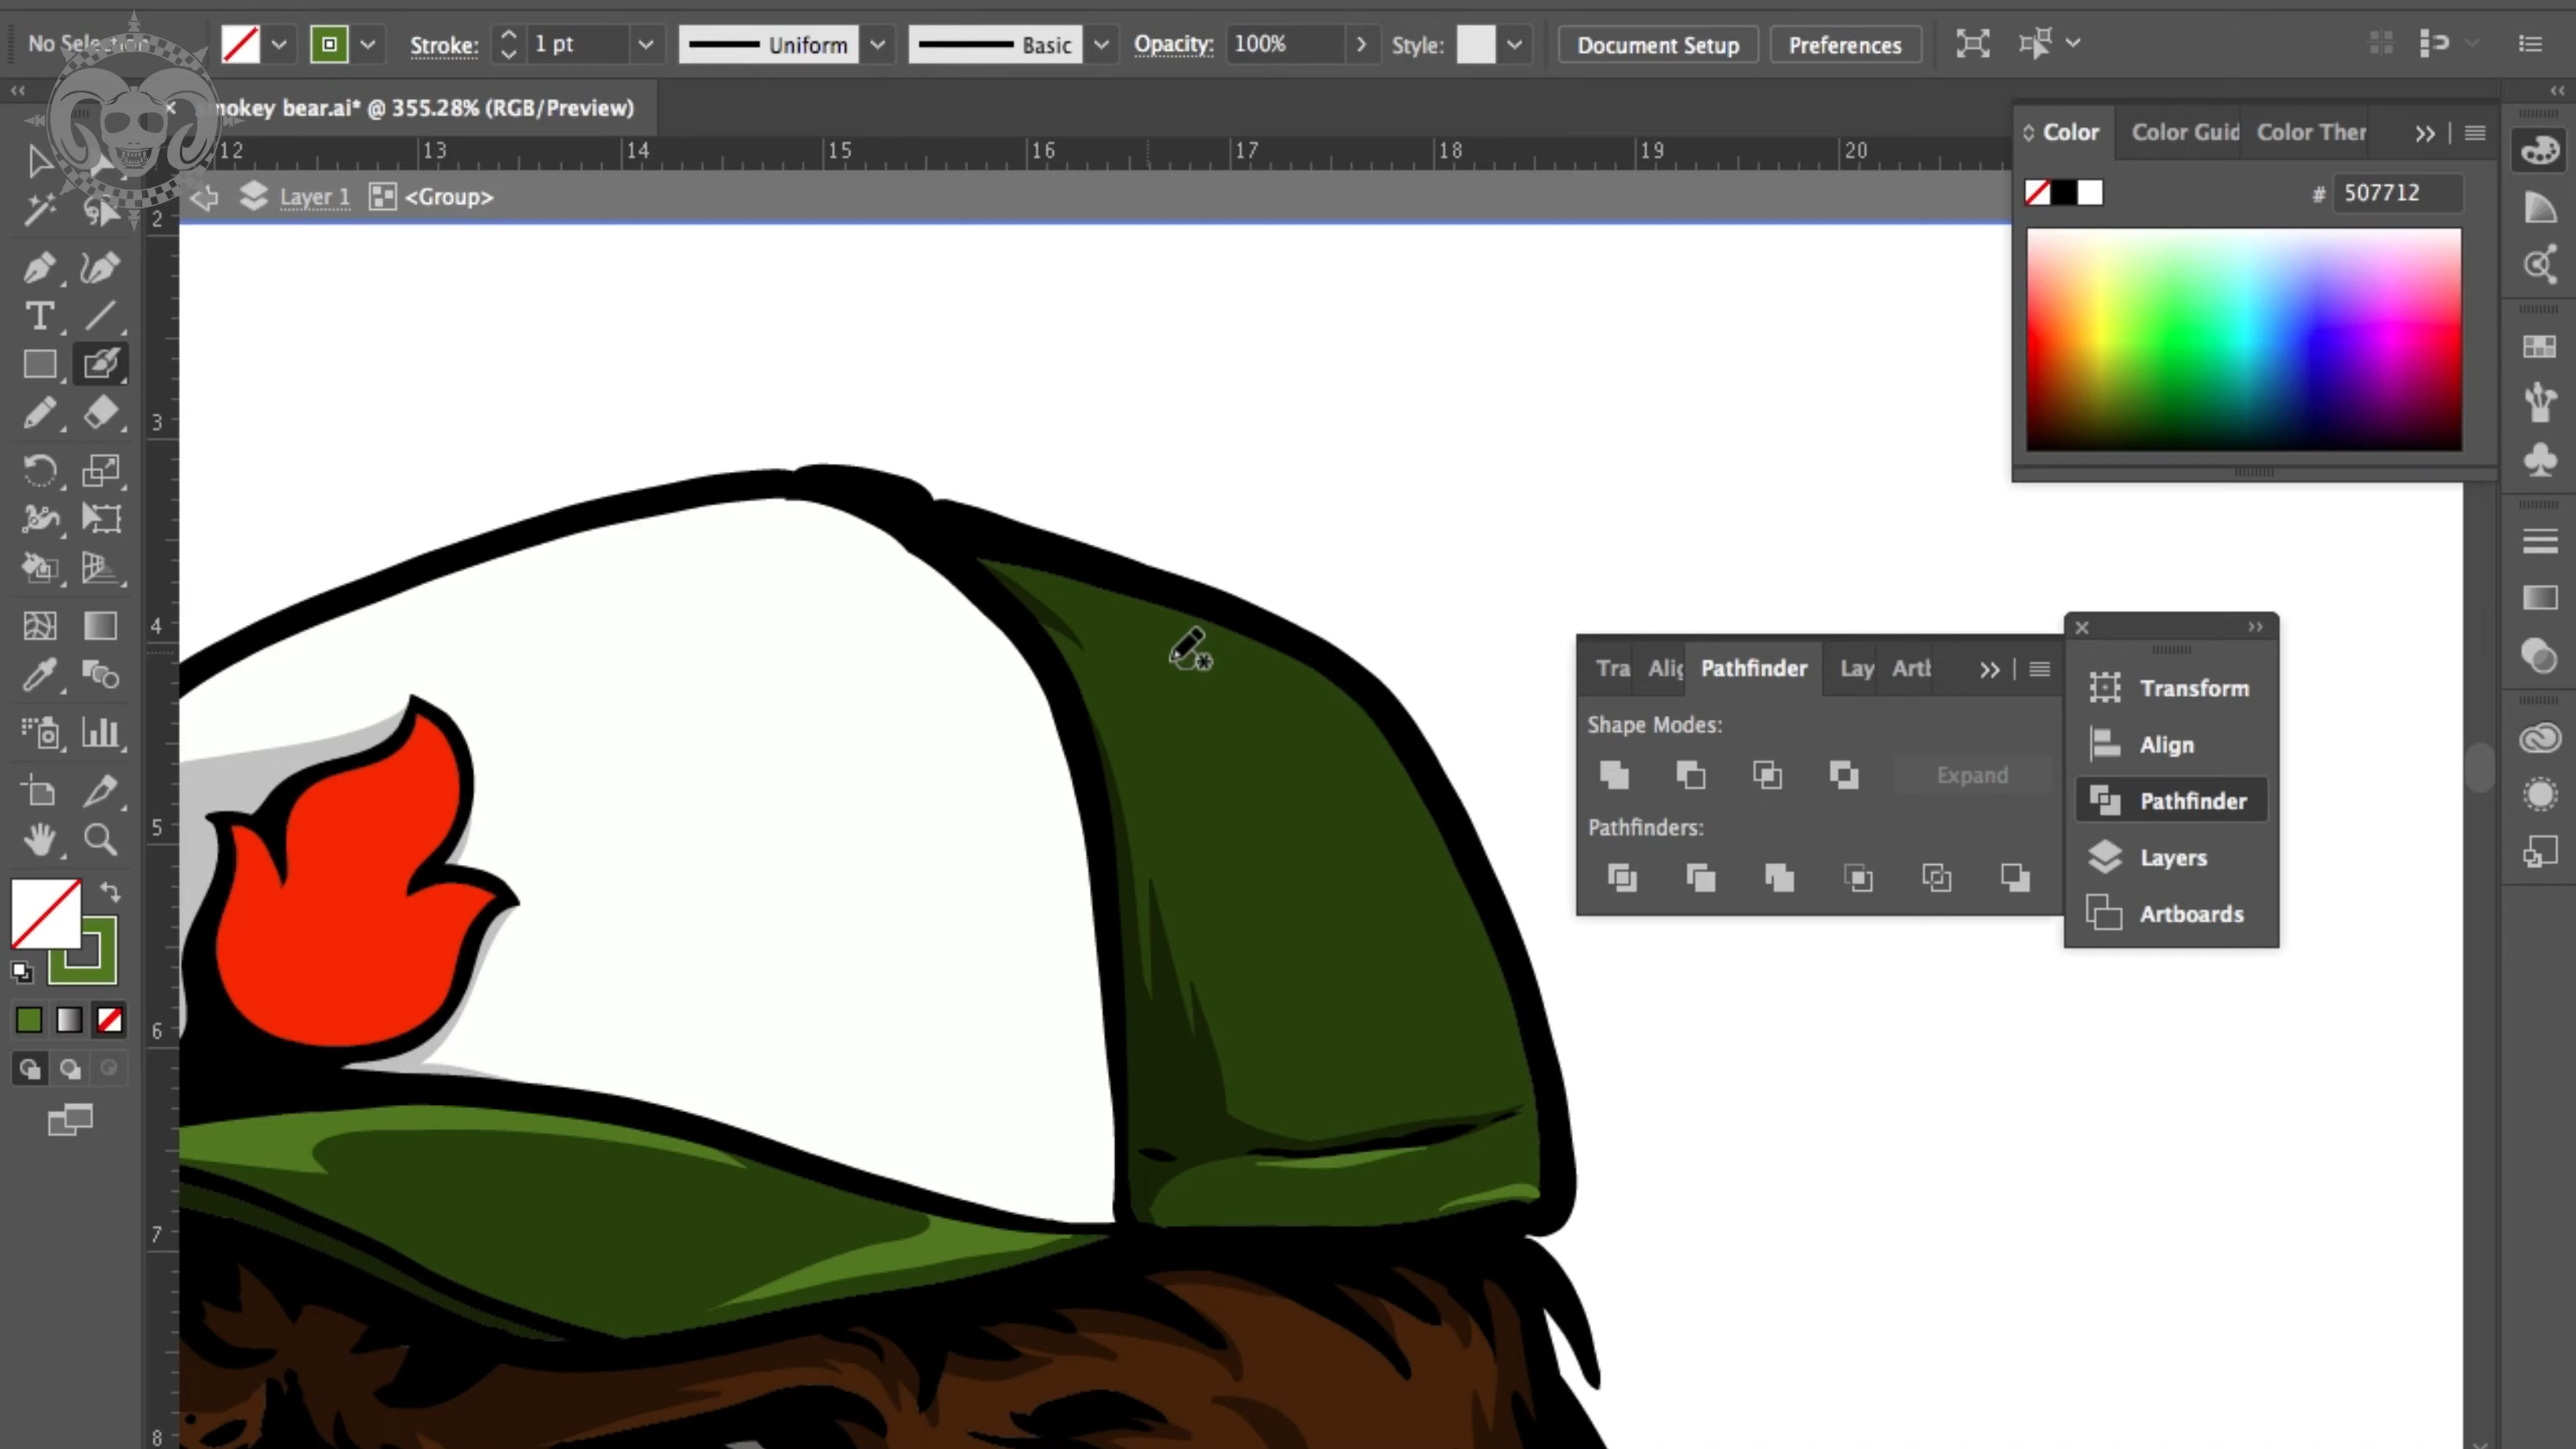 No Selection Stroke: 1 pt Uniform Basic Opacity: 100% Style: Document Setup Preferences
mokey bear.ai* @ 355.28% (RGB/Preview)
Color Color Guid Color Ther
12 13 14 15 16 17 18 19 20
Layer 1 <Group>
# 507712
2
3
4
5
6
7
8
Tra Alig Pathfinder Lay Artb
Shape Modes:
Expand
Pathfinders:
Transform
Align
Pathfinder
Layers
Artboards